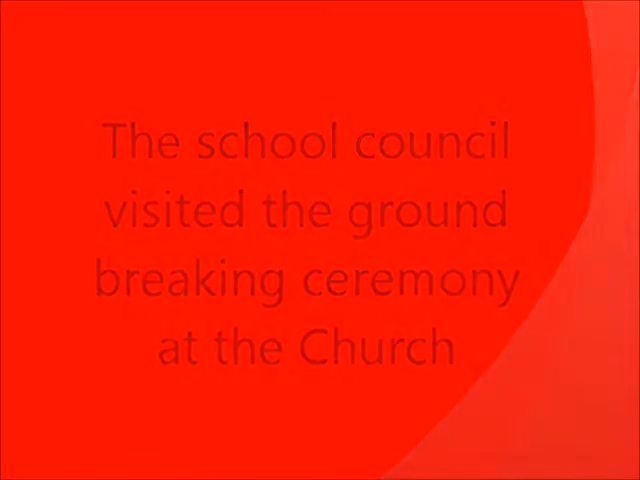 The school council
visited the ground
breaking ceremony
at the Church